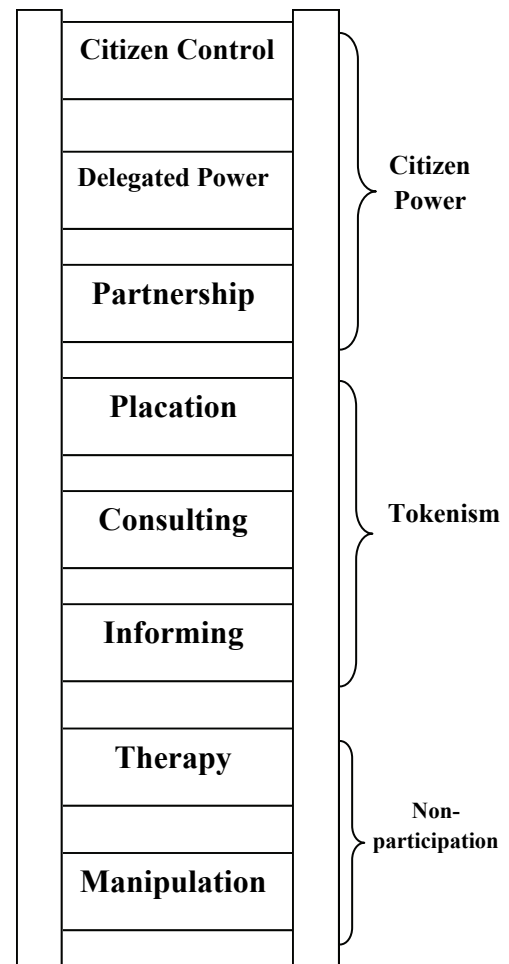 Citizen Control
Delegated Power
Partnership
Citizen
Power
Placation
Consulting
Informing
Tokenism
Therapy
Manipulation
Non-
participation